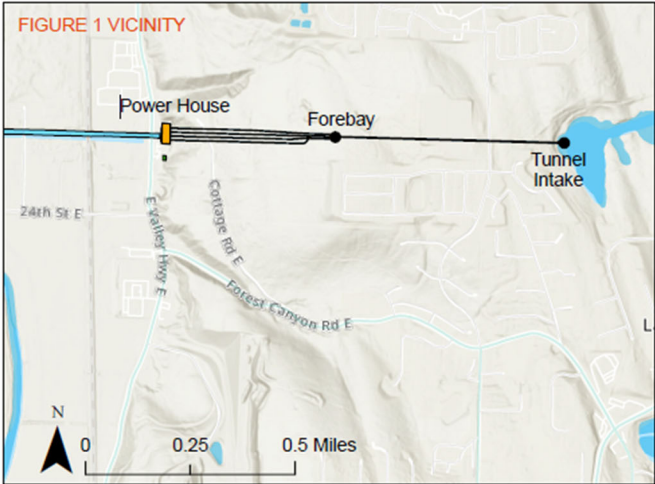 FIGURE 1 VICINITY
Power House
Forebay
Tunnel
Intake
24th St E
E Valley Hwy E
Cottage Rd E
Forest Canyon Rd E
L
N
0 0.25 0.5 Miles